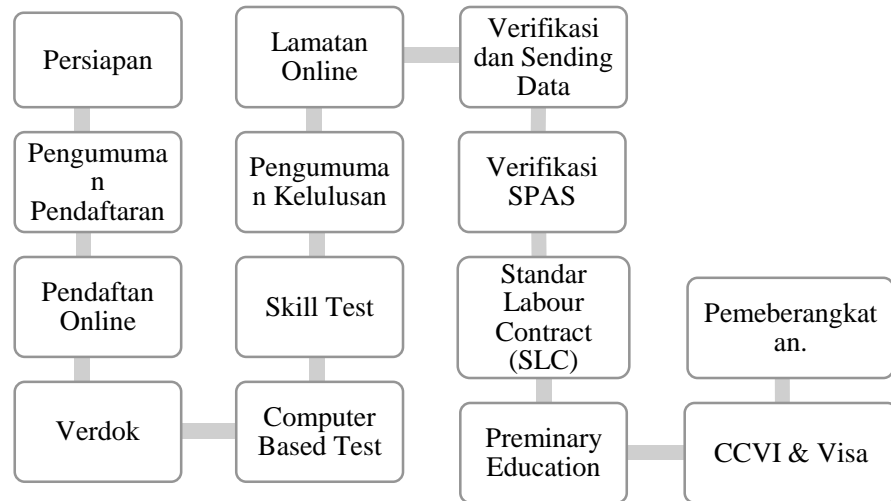 Persiapan
Pengumuma
n
Pendaftaran
Pendaftan
Online
Verdok
Computer
Based Test
Skill Test
Pengumuma
n Kelulusan
Lamatan
Online
Verifikasi
dan Sending
Data
Verifikasi
SPAS
Standar
Labour
Contract
(SLC)
Preminary
Education
CCVI & Visa
Pemeberangkat
an.